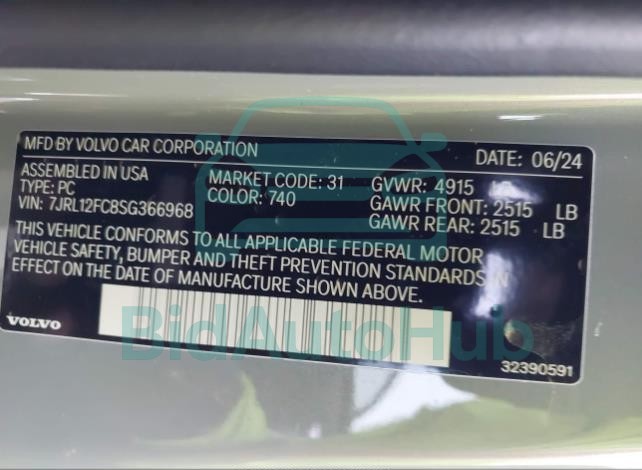 MFD BY VOLVO CAR CORPORATION DATE: 06/24
ASSEMBLED IN USA MARKET CODE: 31 GVWR: 4915 LB
TYPE: PC COLOR: 740 GAWR FRONT: 2515 LB
VIN: 7JRL12FC8SG366968 GAWR REAR: 2515 LB
THIS VEHICLE CONFORMS TO ALL APPLICABLE FEDERAL MOTOR
VEHICLE SAFETY, BUMPER AND THEFT PREVENTION STANDARDS IN
EFFECT ON THE DATE OF MANUFACTURE SHOWN ABOVE.
VOLVO
BidAutoHub
32390591